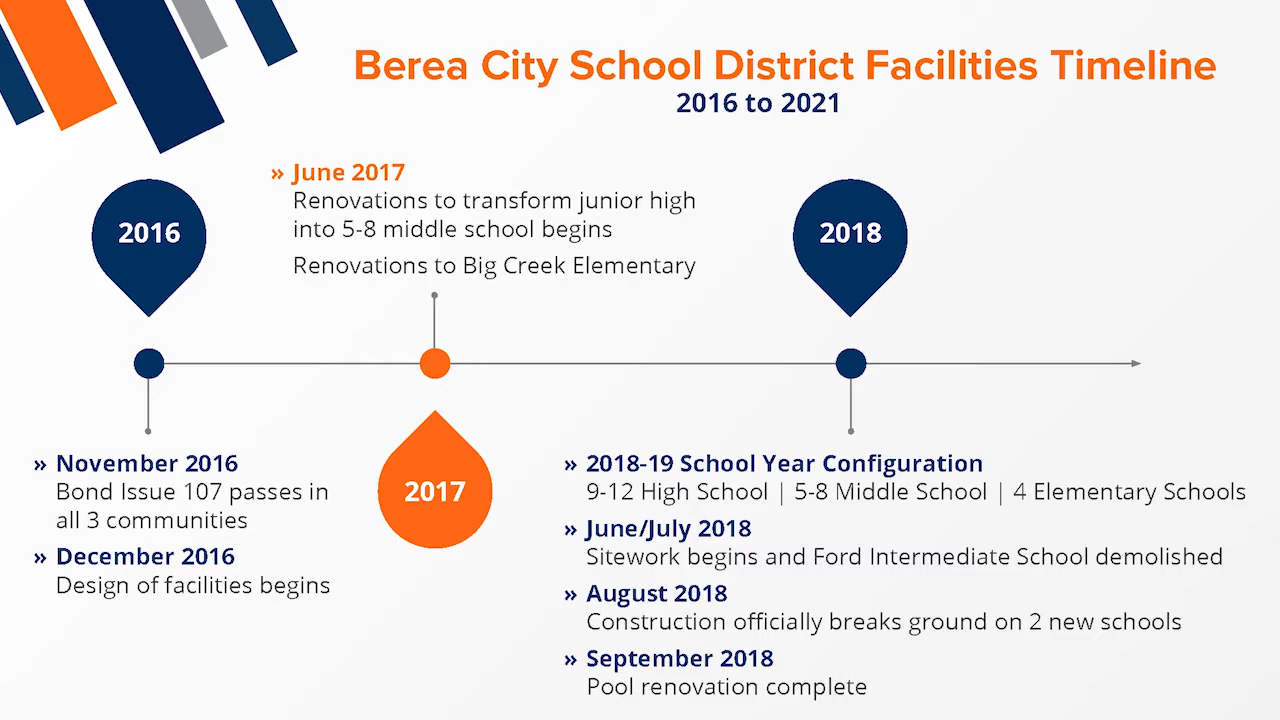 Berea City School District Facilities Timeline
2016 to 2021
2016
» June 2017
Renovations to transform junior high
into 5-8 middle school begins
Renovations to Big Creek Elementary
2018
» November 2016
Bond Issue 107 passes in
all 3 communities
» December 2016
Design of facilities begins
2017
» 2018-19 School Year Configuration
9-12 High School | 5-8 Middle School | 4 Elementary Schools
» June/July 2018
Sitework begins and Ford Intermediate School demolished
» August 2018
Construction officially breaks ground on 2 new schools
» September 2018
Pool renovation complete